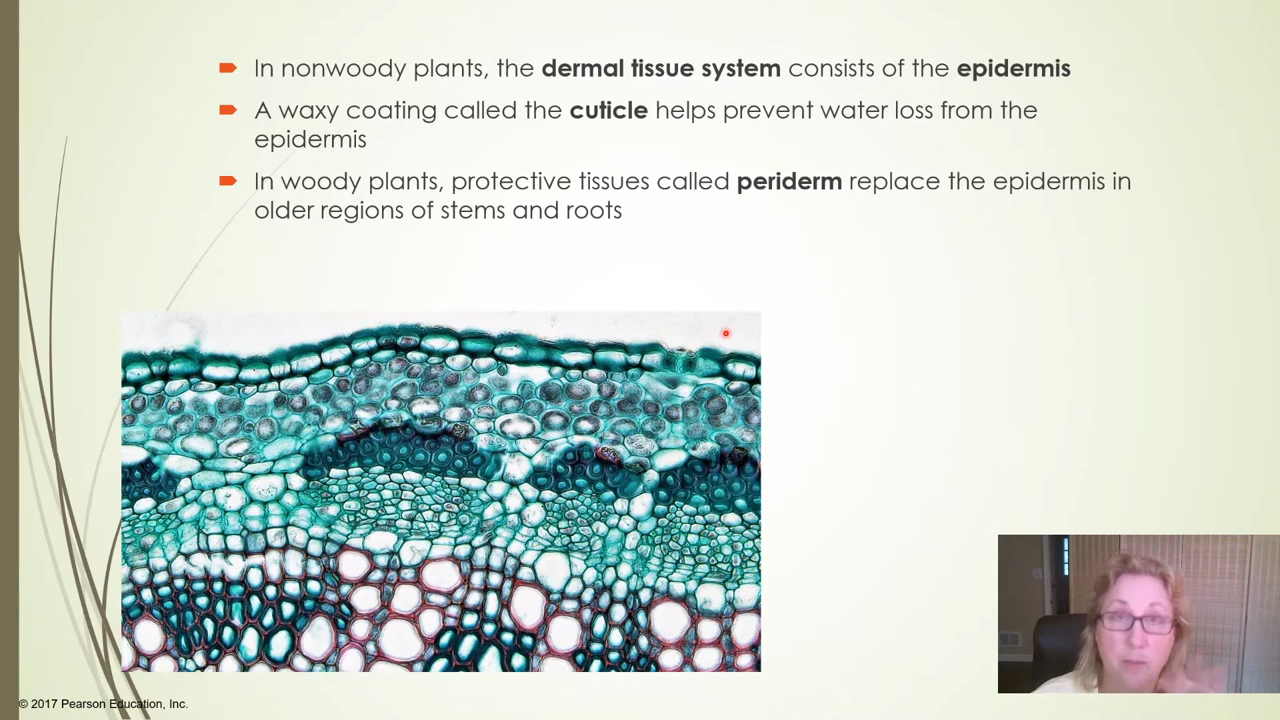 In nonwoody plants, the dermal tissue system consists of the epidermis
A waxy coating called the cuticle helps prevent water loss from the
epidermis
In woody plants, protective tissues called periderm replace the epidermis in
older regions of stems and roots
© 2017 Pearson Education, Inc.